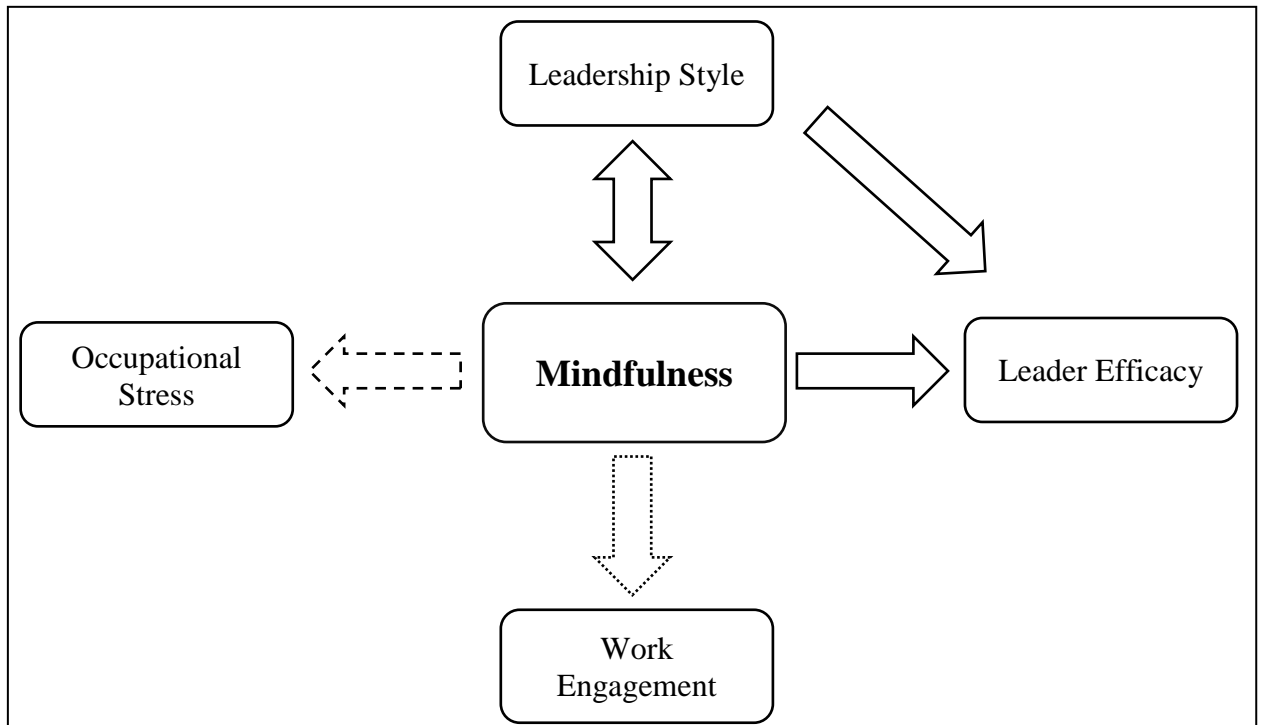 Leadership Style
Occupational
Stress
Mindfulness
Leader Efficacy
Work
Engagement